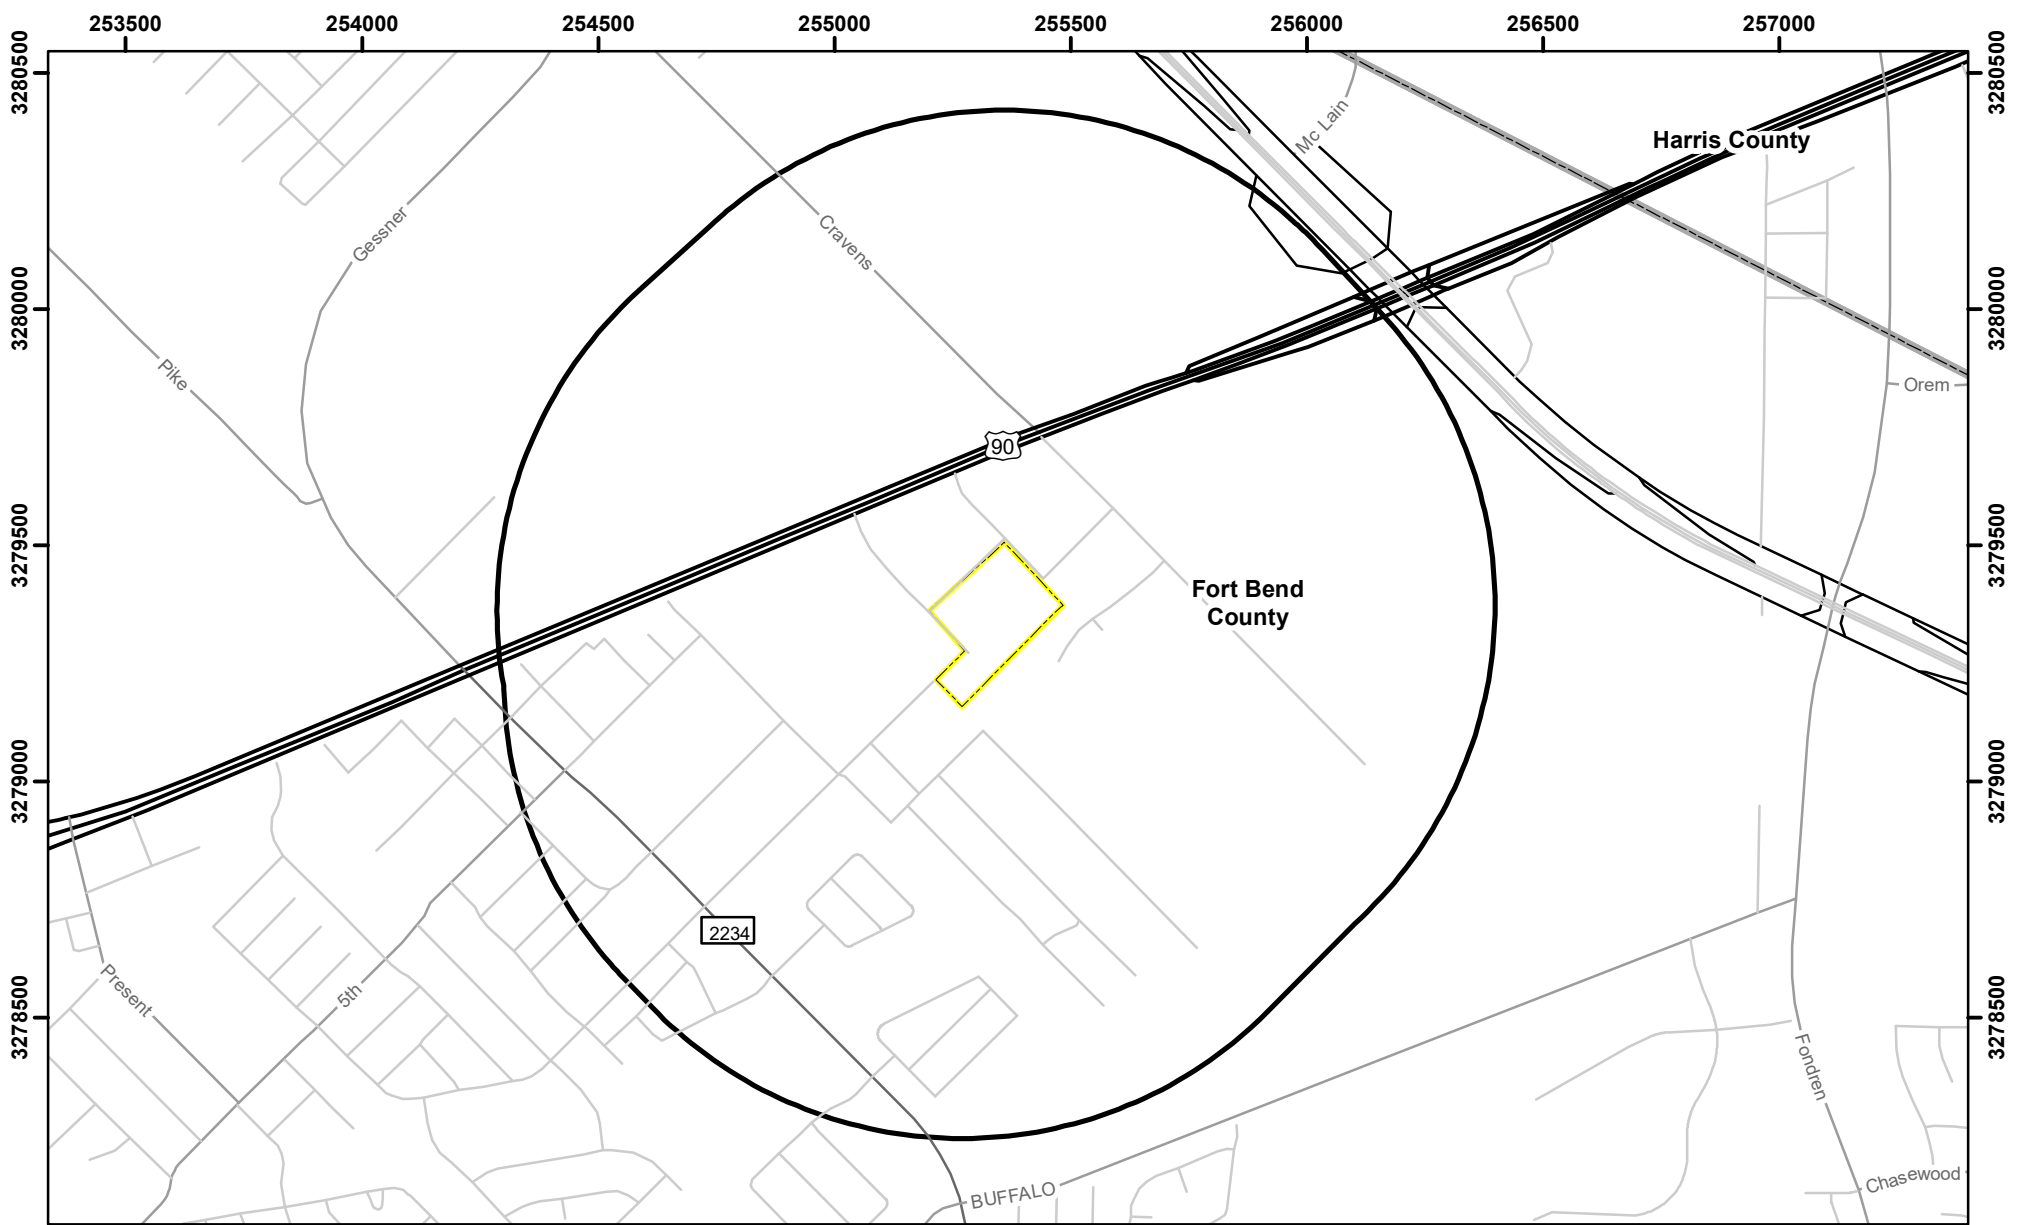 253500 254000 254500 255000 255500 256000 256500 257000
3280500
3280500
Mc Lain
Harris County
Gessner
Cravens
3280000
3280000
Pike
Orem
90
3279500
3279500
Fort Bend
County
3279000
3279000
2234
Present
5th
3278500
3278500
Fondren
Chasewood
BUFFALO